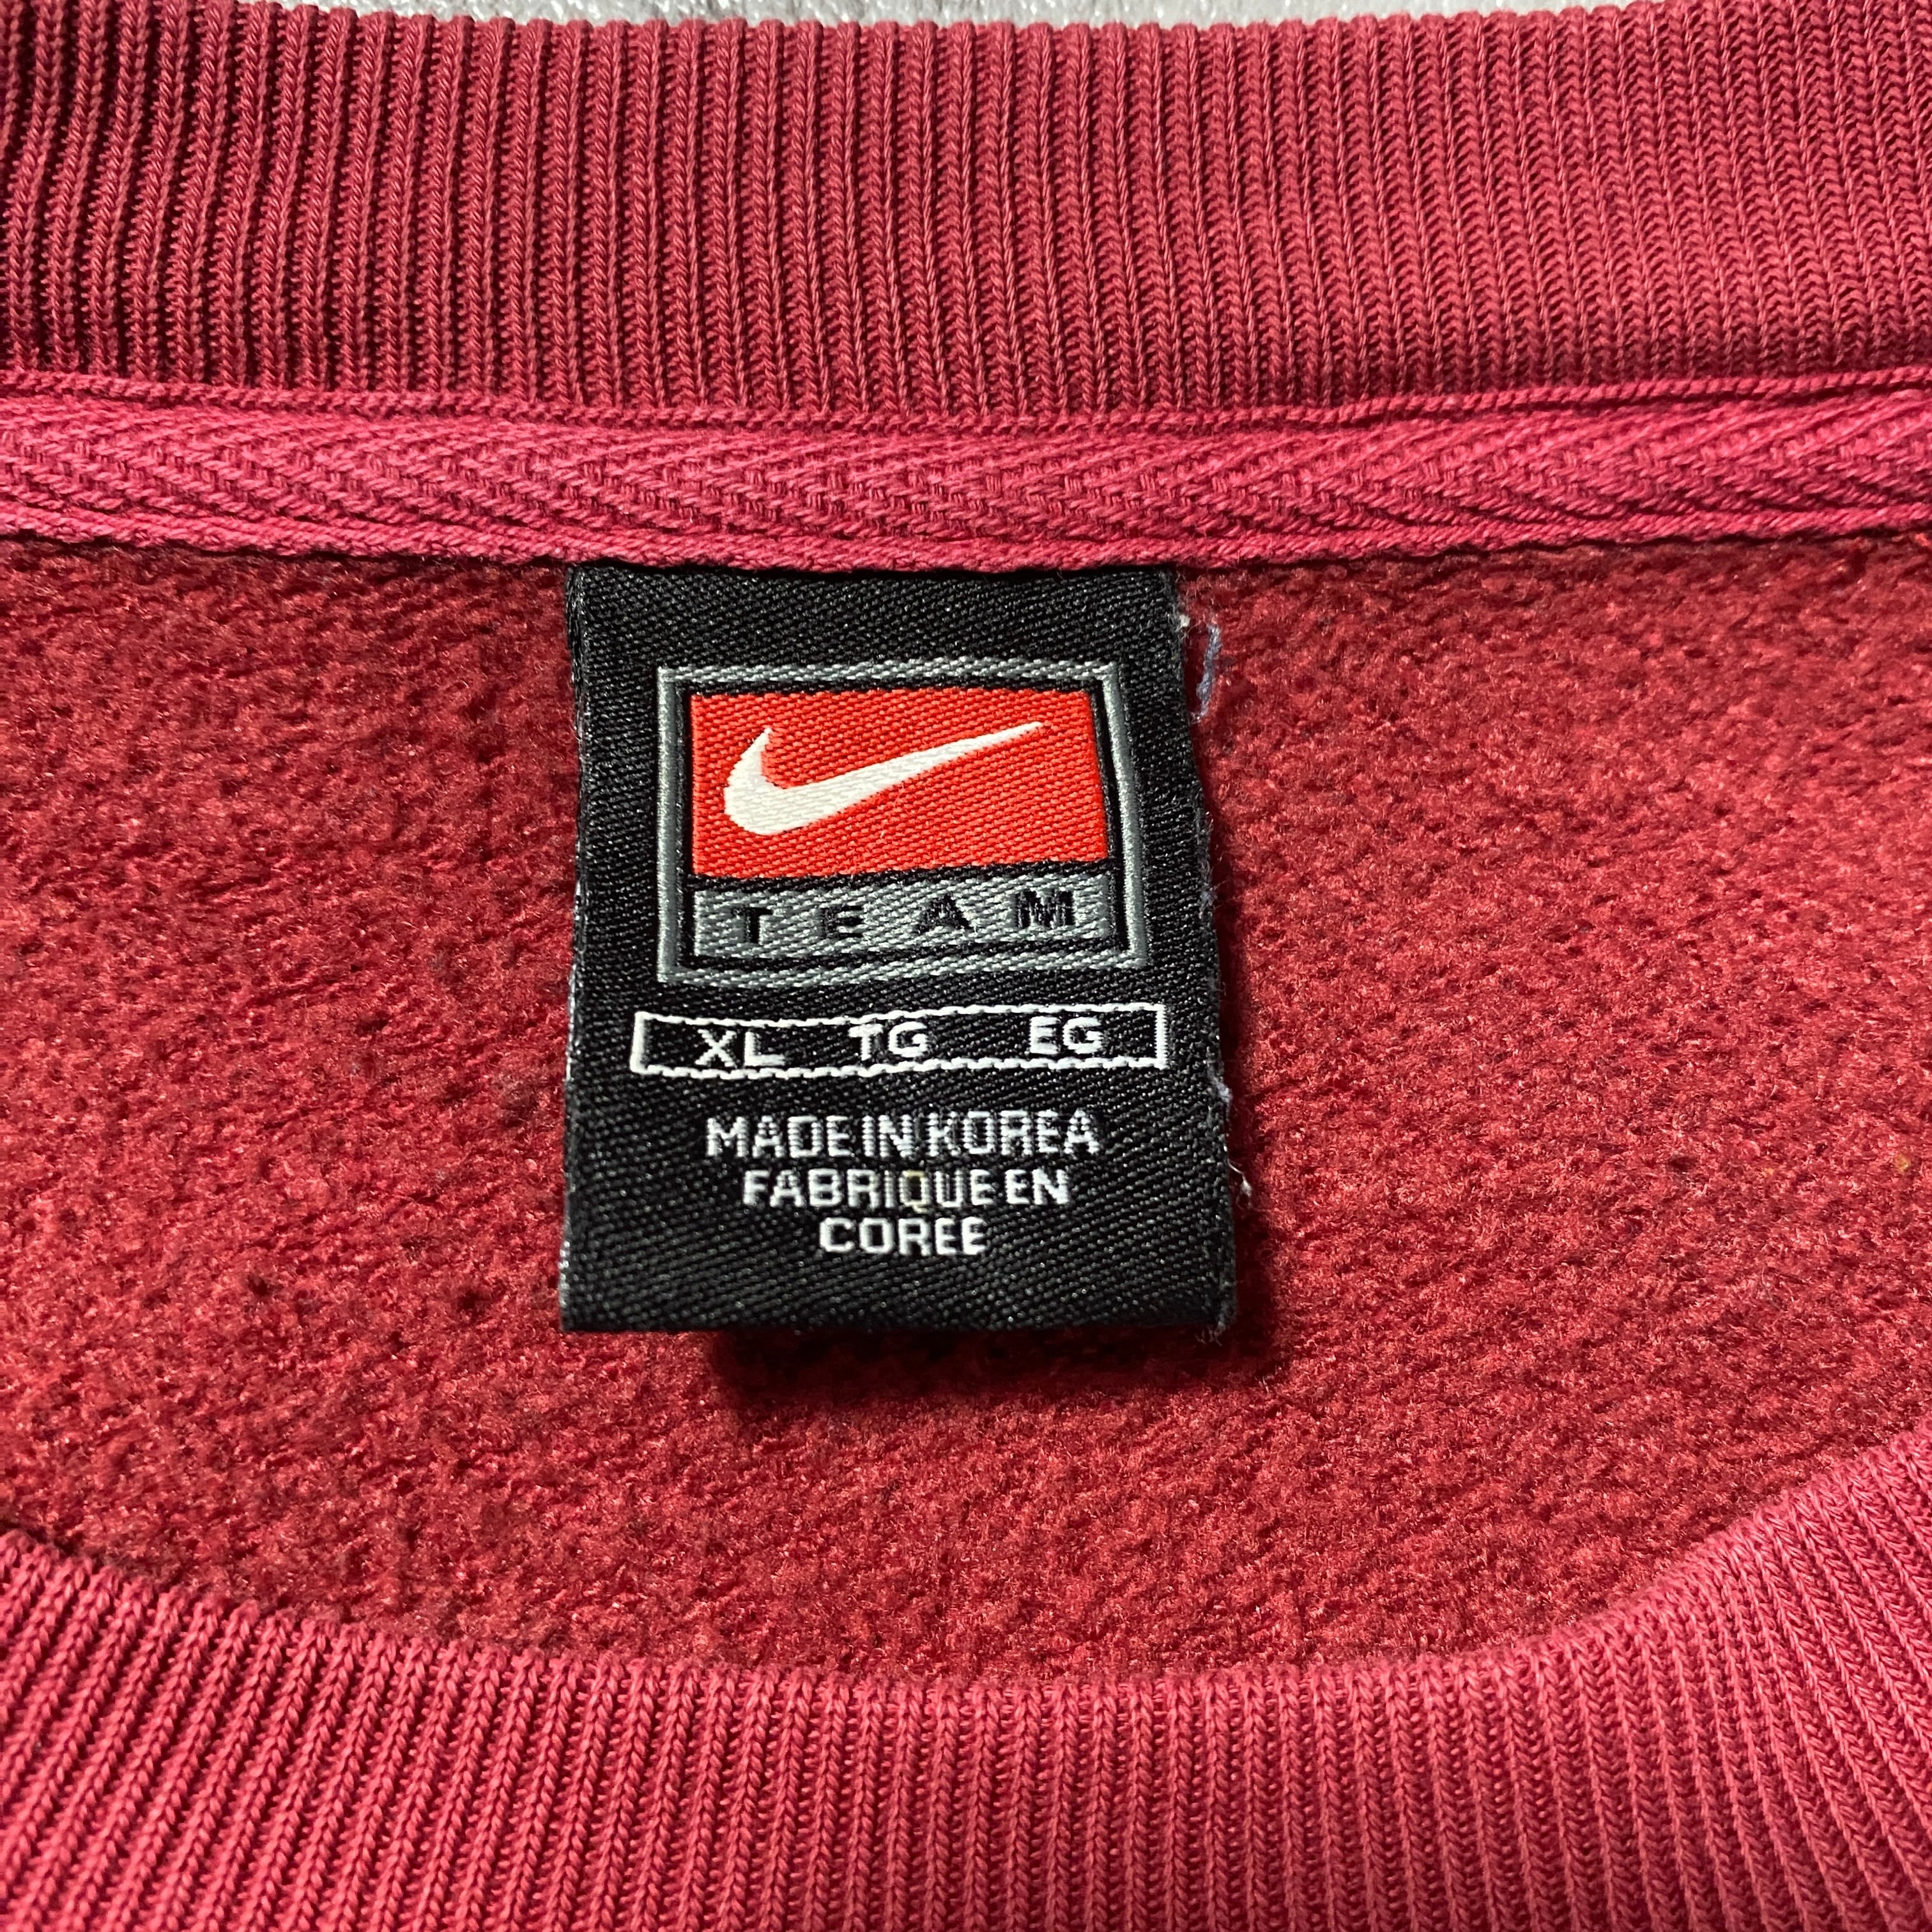 TEAM
XL TG EG
MADE IN KOREA
FABRIQUE EN
COREE